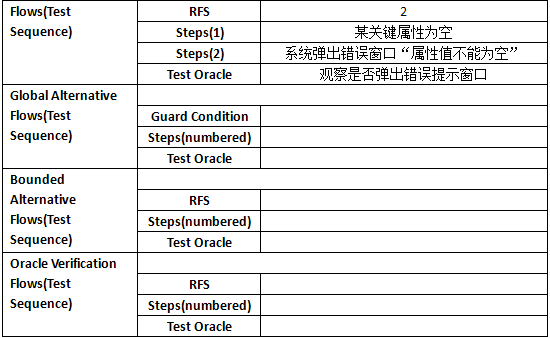 Flows(Test Sequence)
RFS 2
Steps(1) 某关键属性为空
Steps(2) 系统弹出错误窗口“属性值不能为空”
Test Oracle 观察是否弹出错误提示窗口
Global Alternative Flows(Test Sequence)
Guard Condition
Steps(numbered)
Test Oracle
Bounded Alternative Flows(Test Sequence)
RFS
Steps(numbered)
Test Oracle
Oracle Verification Flows(Test Sequence)
RFS
Steps(numbered)
Test Oracle